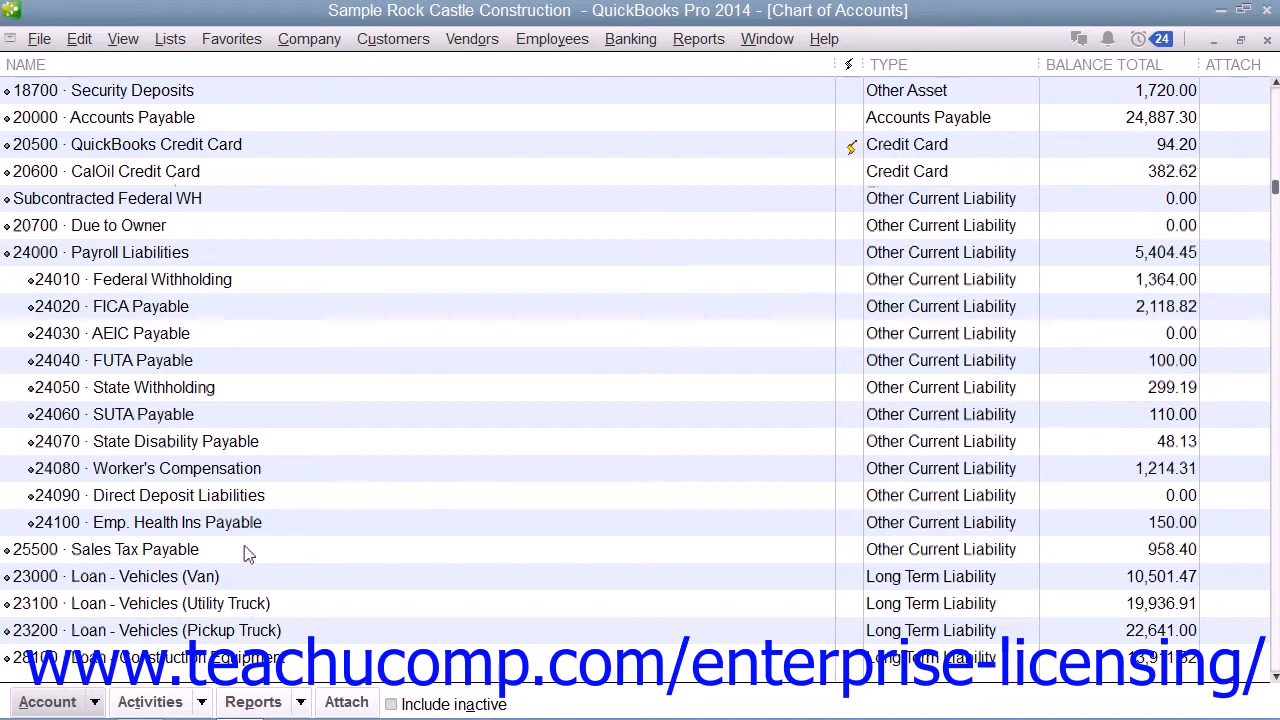 Sample Rock Castle Construction - QuickBooks Pro 2014 - [Chart of Accounts]
File Edit View Lists Favorites Company Customers Vendors Employees Banking Reports Window Help 24
NAME TYPE BALANCE TOTAL ATTACH
18700 · Security Deposits Other Asset 1,720.00
20000 · Accounts Payable Accounts Payable 24,887.30
20500 · QuickBooks Credit Card Credit Card 94.20
20600 · CalOil Credit Card Credit Card 382.62
Subcontracted Federal WH Other Current Liability 0.00
20700 · Due to Owner Other Current Liability 0.00
24000 · Payroll Liabilities Other Current Liability 5,404.45
24010 · Federal Withholding Other Current Liability 1,364.00
24020 · FICA Payable Other Current Liability 2,118.82
24030 · AEIC Payable Other Current Liability 0.00
24040 · FUTA Payable Other Current Liability 100.00
24050 · State Withholding Other Current Liability 299.19
24060 · SUTA Payable Other Current Liability 110.00
24070 · State Disability Payable Other Current Liability 48.13
24080 · Worker's Compensation Other Current Liability 1,214.31
24090 · Direct Deposit Liabilities Other Current Liability 0.00
24100 · Emp. Health Ins Payable Other Current Liability 150.00
25500 · Sales Tax Payable Other Current Liability 958.40
23000 · Loan - Vehicles (Van) Long Term Liability 10,501.47
23100 · Loan - Vehicles (Utility Truck) Long Term Liability 19,936.91
23200 · Loan - Vehicles (Pickup Truck) Long Term Liability 22,641.00
28100 · Loan - Construction Equipment Long Term Liability
www.teachucomp.com/enterprise-licensing/
Account Activities Reports Attach Include inactive